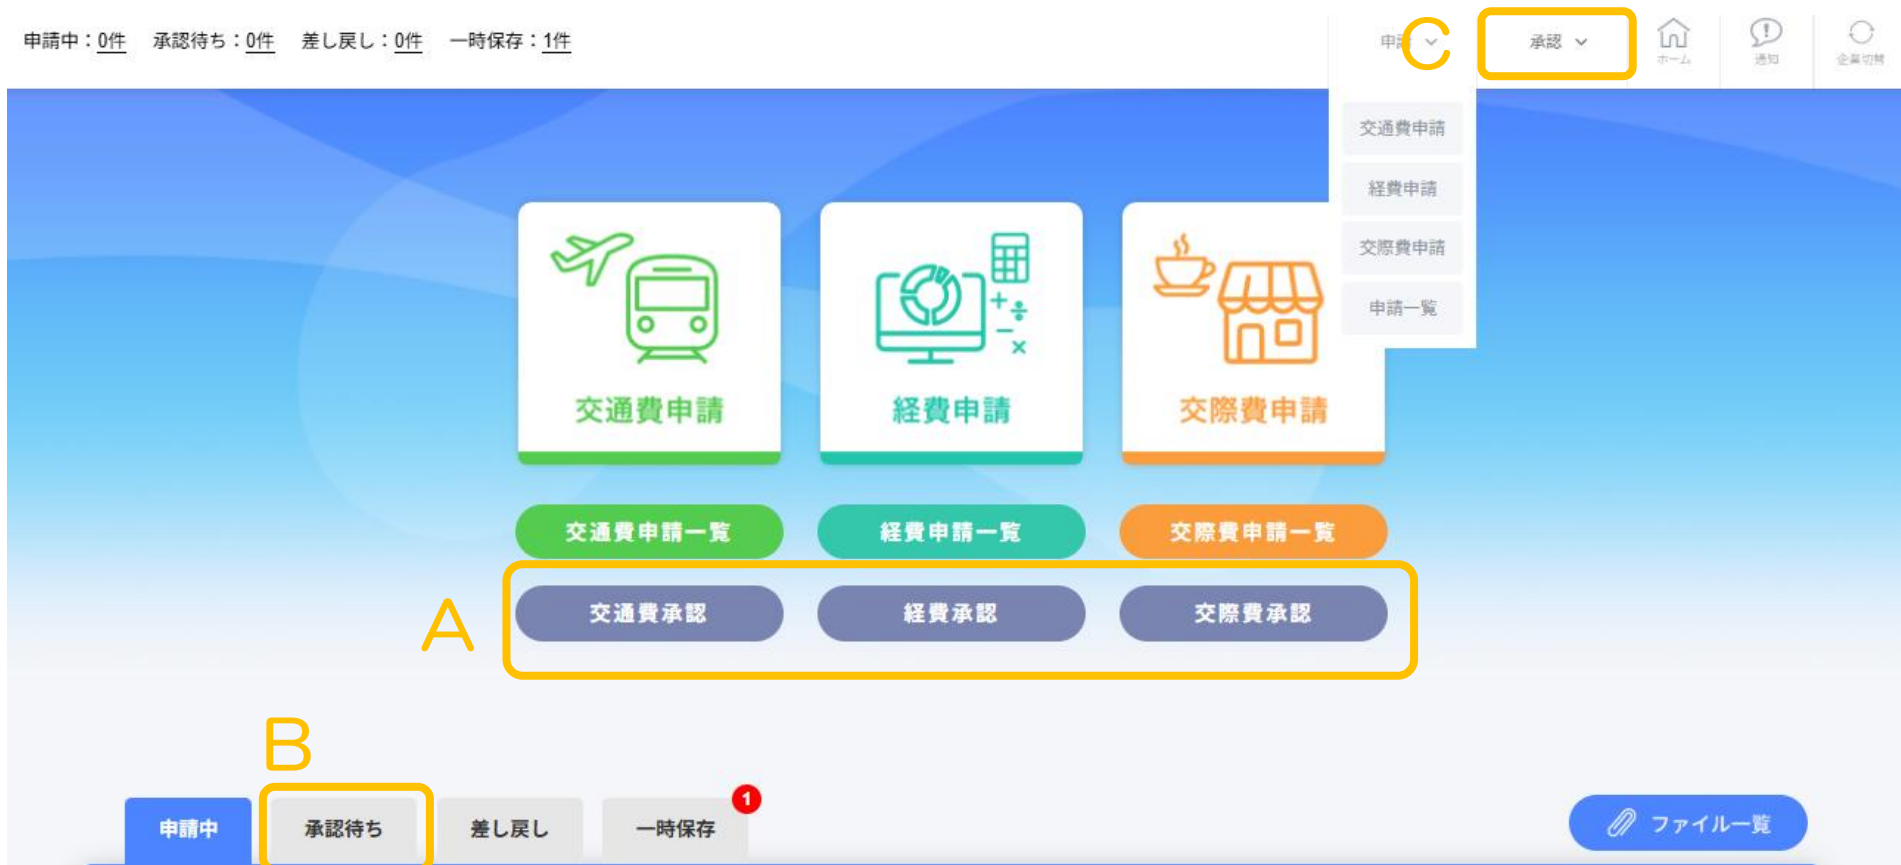 申請中：0件　承認待ち：0件　差し戻し：0件　一時保存：1件
申請
C
承認
ホーム
通知
企業切替
交通費申請
経費申請
交際費申請
申請一覧
交通費申請
経費申請
交際費申請
交通費申請一覧
経費申請一覧
交際費申請一覧
A
交通費承認
経費承認
交際費承認
B
申請中
承認待ち
差し戻し
一時保存
1
ファイル一覧